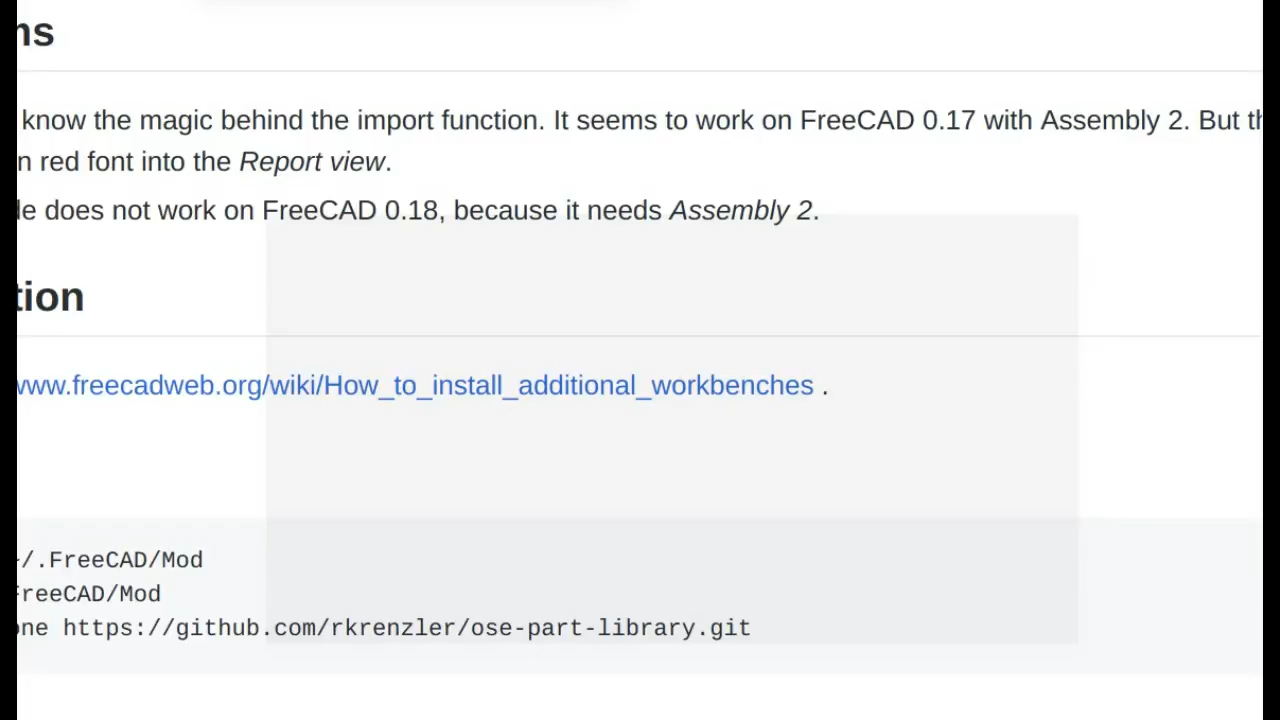 ns
know the magic behind the import function. It seems to work on FreeCAD 0.17 with Assembly 2. But th
n red font into the Report view.
le does not work on FreeCAD 0.18, because it needs Assembly 2.
tion
www.freecadweb.org/wiki/How_to_install_additional_workbenches .
~/.FreeCAD/Mod
FreeCAD/Mod
one https://github.com/rkrenzler/ose-part-library.git